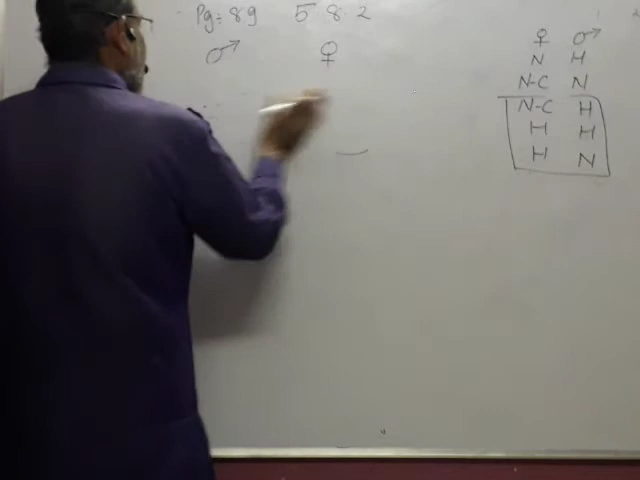 Pg: 89 5.8.2
♂ ♀
♀ ♂
N H
N-C N
N-C H
H H
H N